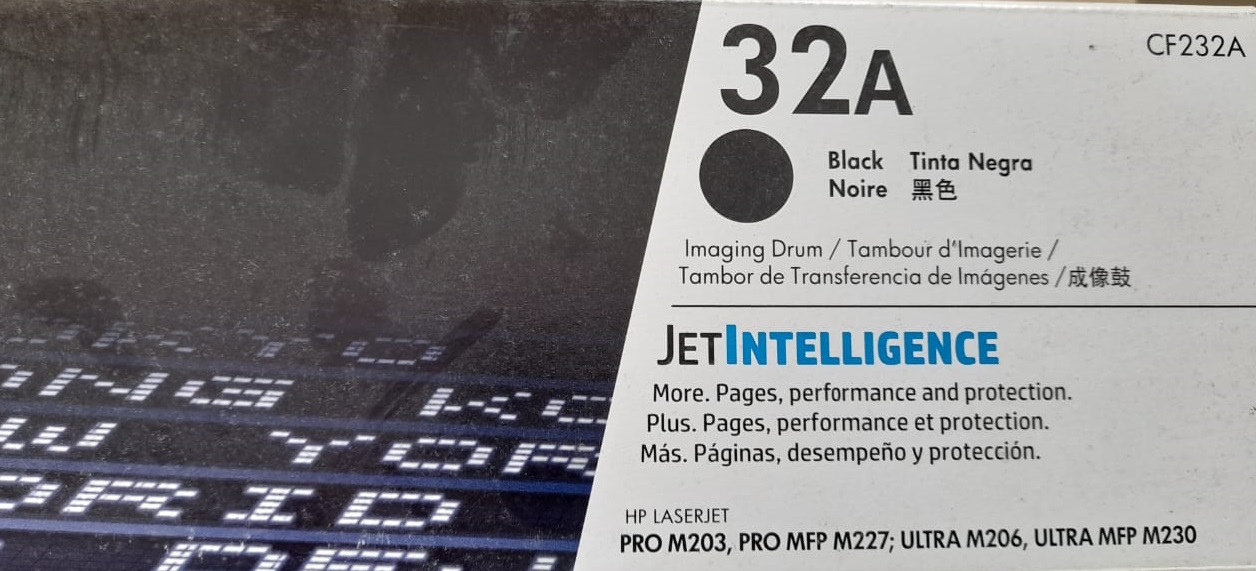 32A
CF232A
Black Tinta Negra
Noire 黑色
Imaging Drum / Tambour d'Imagerie /
Tambor de Transferencia de Imágenes /成像鼓
JETINTELLIGENCE
More. Pages, performance and protection.
Plus. Pages, performance et protection.
Más. Páginas, desempeño y protección.
HP LASERJET
PRO M203, PRO MFP M227; ULTRA M206, ULTRA MFP M230